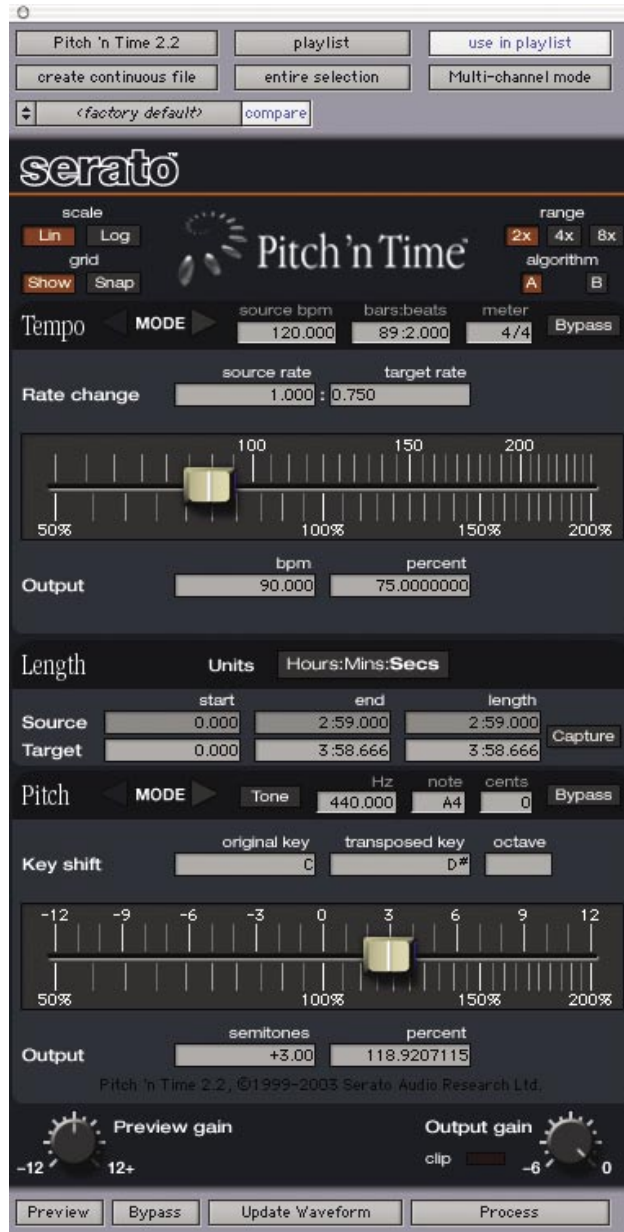 Pitch 'n Time 2.2 playlist use in playlist
create continuous file entire selection Multi-channel mode
<factory default> compare
serato™
scale range
Lin Log Pitch 'n Time™ 2x 4x 8x
grid algorithm
Show Snap A B
source bpm bars:beats meter
Tempo MODE 120.000 89:2.000 4/4 Bypass
source rate target rate
Rate change 1.000 : 0.750
100 150 200
50% 100% 150% 200%
bpm percent
Output 90.000 75.0000000
Length Units Hours:Mins:Secs
start end length
Source 0.000 2:59.000 2:59.000
Capture
Target 0.000 3:58.666 3:58.666
Hz note cents
Pitch MODE Tone 440.000 A4 0 Bypass
original key transposed key octave
Key shift C D#
-12 -9 -6 -3 0 3 6 9 12
50% 100% 150% 200%
semitones percent
Output +3.00 118.9207115
Pitch 'n Time 2.2, ©1999-2003 Serato Audio Research Ltd.
Preview gain Output gain
clip
-12 12+ -6 0
Preview Bypass Update Waveform Process